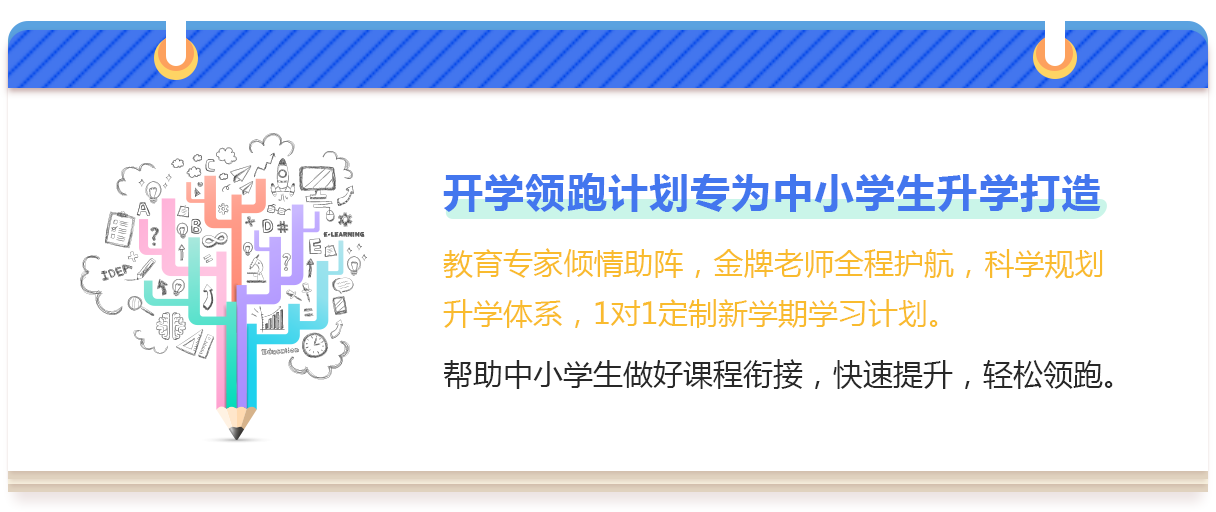 开学领跑计划专为中小学生升学打造
教育专家倾情助阵，金牌老师全程护航，科学规划
升学体系，1对1定制新学期学习计划。
帮助中小学生做好课程衔接，快速提升，轻松领跑。
A
?
B
D #
E-LEARNING
?
E
IDEA
Education